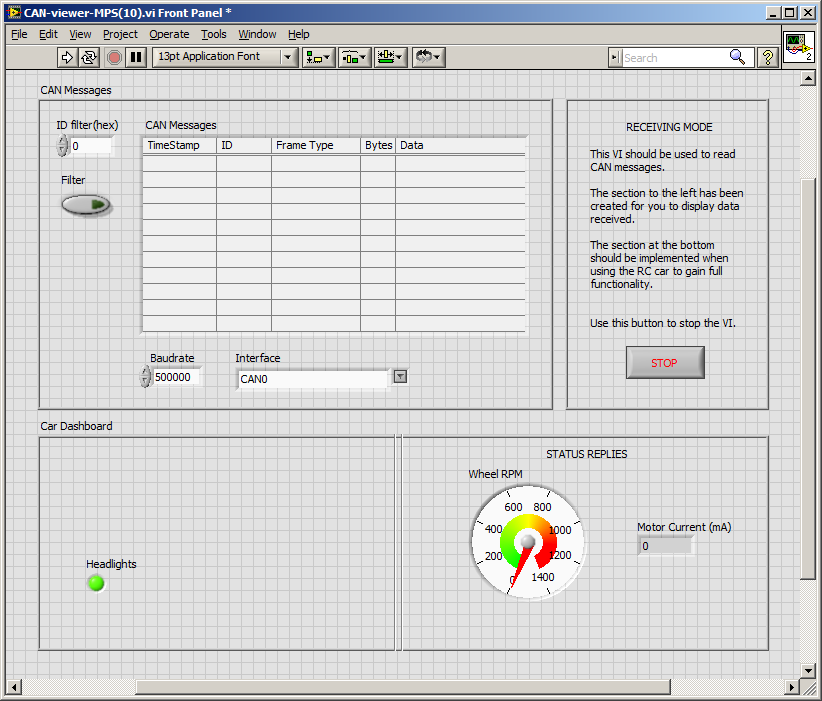 CAN-viewer-MPS(10).vi Front Panel *
File Edit View Project Operate Tools Window Help
13pt Application Font
Search
?
2
CAN Messages
ID filter(hex)
0
Filter
CAN Messages
TimeStamp ID Frame Type Bytes Data
Baudrate
500000
Interface
CAN0
RECEIVING MODE
This VI should be used to read
CAN messages.
The section to the left has been
created for you to display data
received.
The section at the bottom
should be implemented when
using the RC car to gain full
functionality.
Use this button to stop the VI.
STOP
Car Dashboard
Headlights
STATUS REPLIES
Wheel RPM
0
200
400
600
800
1000
1200
1400
Motor Current (mA)
0